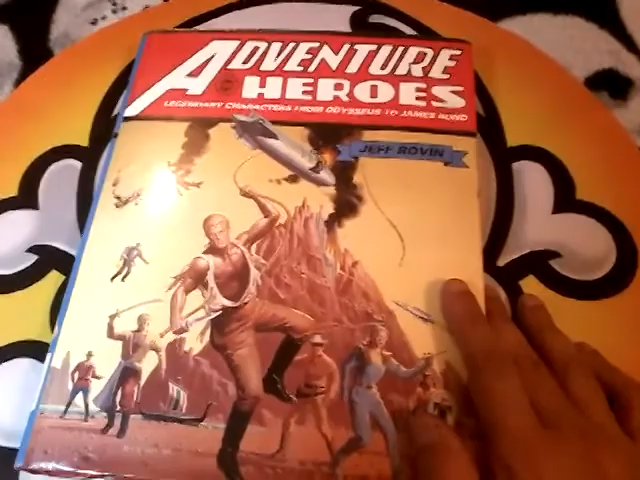 ADVENTURE
HEROES
LEGENDARY CHARACTERS FROM ODYSSEUS TO JAMES BOND
JEFF ROVIN